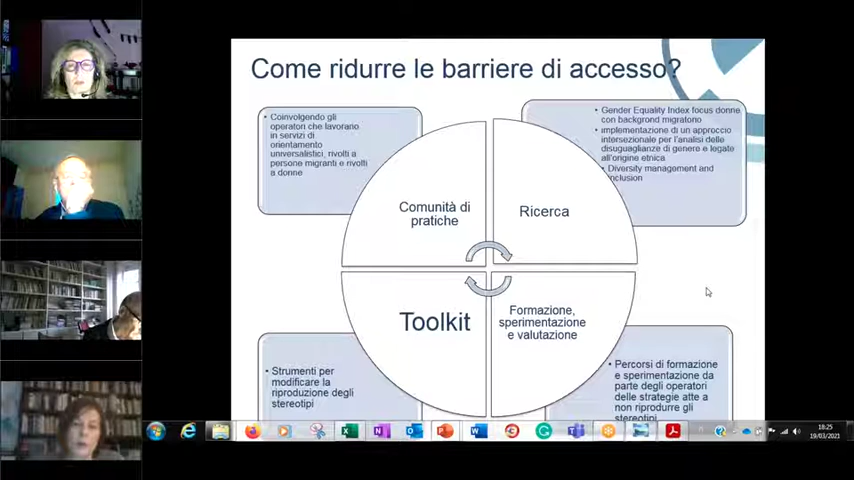 Come ridurre le barriere di accesso?
• Coinvolgendo gli
operatori che lavorano
in servizi di
orientamento
universalistici, rivolti a
persone migranti e rivolti
a donne
• Gender Equality Index focus donne
con backgrond migratorio
• implementazione di un approccio
intersezionale per l'analisi delle
disuguaglianze di genere e legate
all'origine etnica
• Diversity management and
inclusion
Comunità di
pratiche
Ricerca
Toolkit
Formazione,
sperimentazione
e valutazione
• Strumenti per
modificare la
riproduzione degli
stereotipi
• Percorsi di formazione
e sperimentazione da
parte degli operatori
delle strategie atte a
non riprodurre gli
stereotipi
18:25
19/03/2021